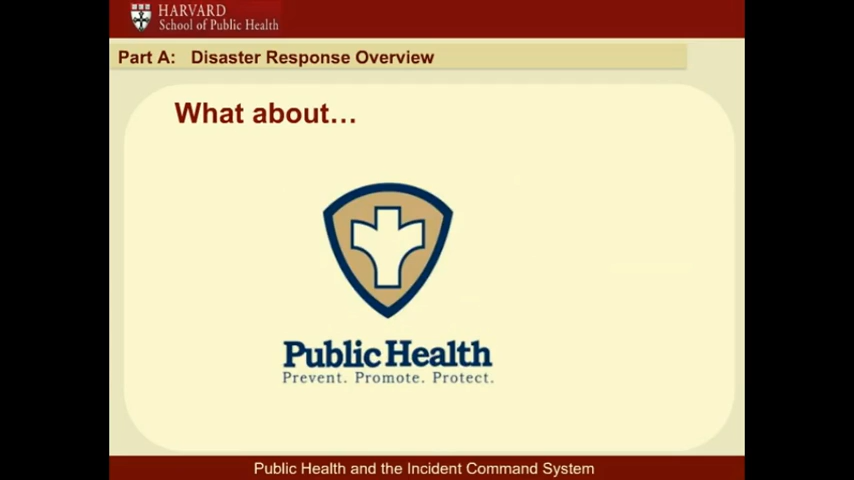 HARVARD
School of Public Health
Part A: Disaster Response Overview
What about…
Public Health
Prevent. Promote. Protect.
Public Health and the Incident Command System